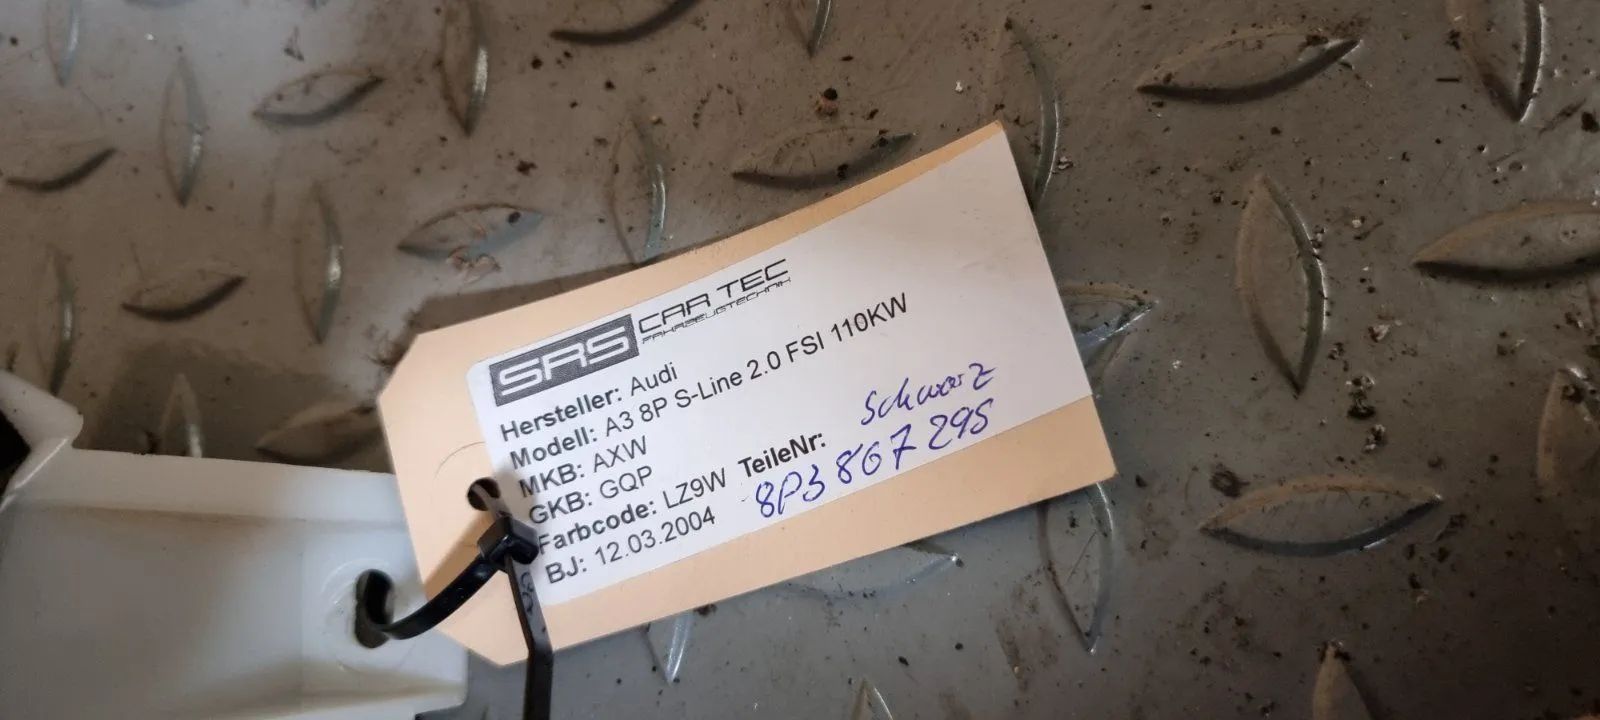 SRS CAR TEC
FAHRZEUGTECHNIK
Hersteller: Audi
Modell: A3 8P S-Line 2.0 FSI 110KW
MKB: AXW
GKB: GQP
Farbcode: LZ9W TeileNr: Schwarz
BJ: 12.03.2004 8P3 867 295